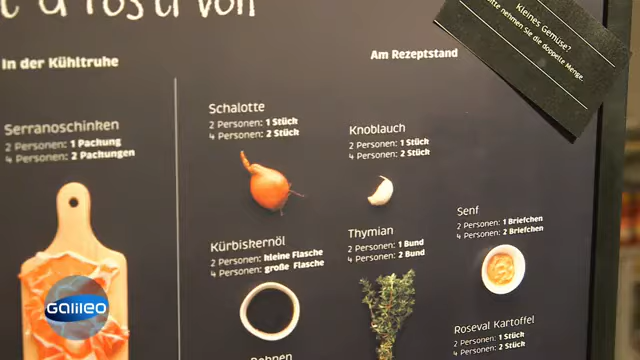 In der Kühltruhe
Serranoschinken
2 Personen: 1 Packung
4 Personen: 2 Packungen
Am Rezeptstand
Schalotte
2 Personen: 1 Stück
4 Personen: 2 Stück
Knoblauch
2 Personen: 1 Stück
4 Personen: 2 Stück
Kürbiskernöl
2 Personen: kleine Flasche
4 Personen: große Flasche
Thymian
2 Personen: 1 Bund
4 Personen: 2 Bund
Senf
2 Personen: 1 Briefchen
4 Personen: 2 Briefchen
Roseval Kartoffel
2 Personen: 1 Stück
4 Personen: 2 Stück
Kleines Gemüse?
Bitte nehmen Sie die doppelte Menge.
Galileo